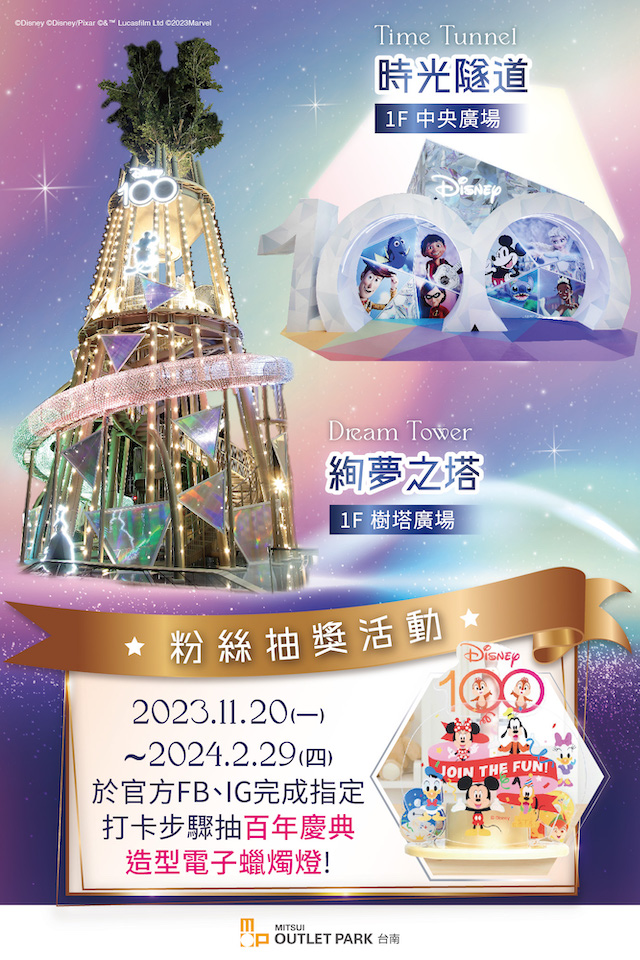 ©Disney ©Disney/Pixar ©&™ Lucasfilm Ltd ©2023Marvel
Time Tunnel
時光隧道
1F 中央廣場
Disney
100
Disney
100
Dream Tower
絢夢之塔
1F 樹塔廣場
粉絲抽獎活動
2023.11.20(一)
~2024.2.29(四)
於官方FB、IG完成指定
打卡步驟抽百年慶典
造型電子蠟燭燈!
Disney
100
JOIN THE FUN!
©Disney
mop
MITSUI
OUTLET PARK 台南